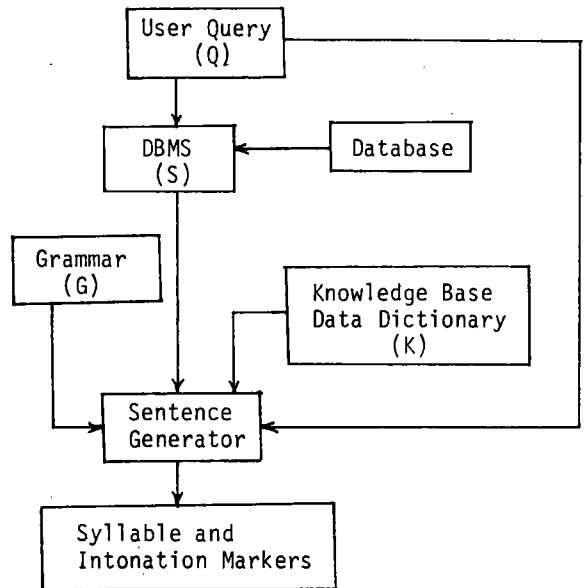 User Query
(Q)
DBMS
(S)
Database
Grammar
(G)
Knowledge Base
Data Dictionary
(K)
Sentence
Generator
Syllable and
Intonation Markers